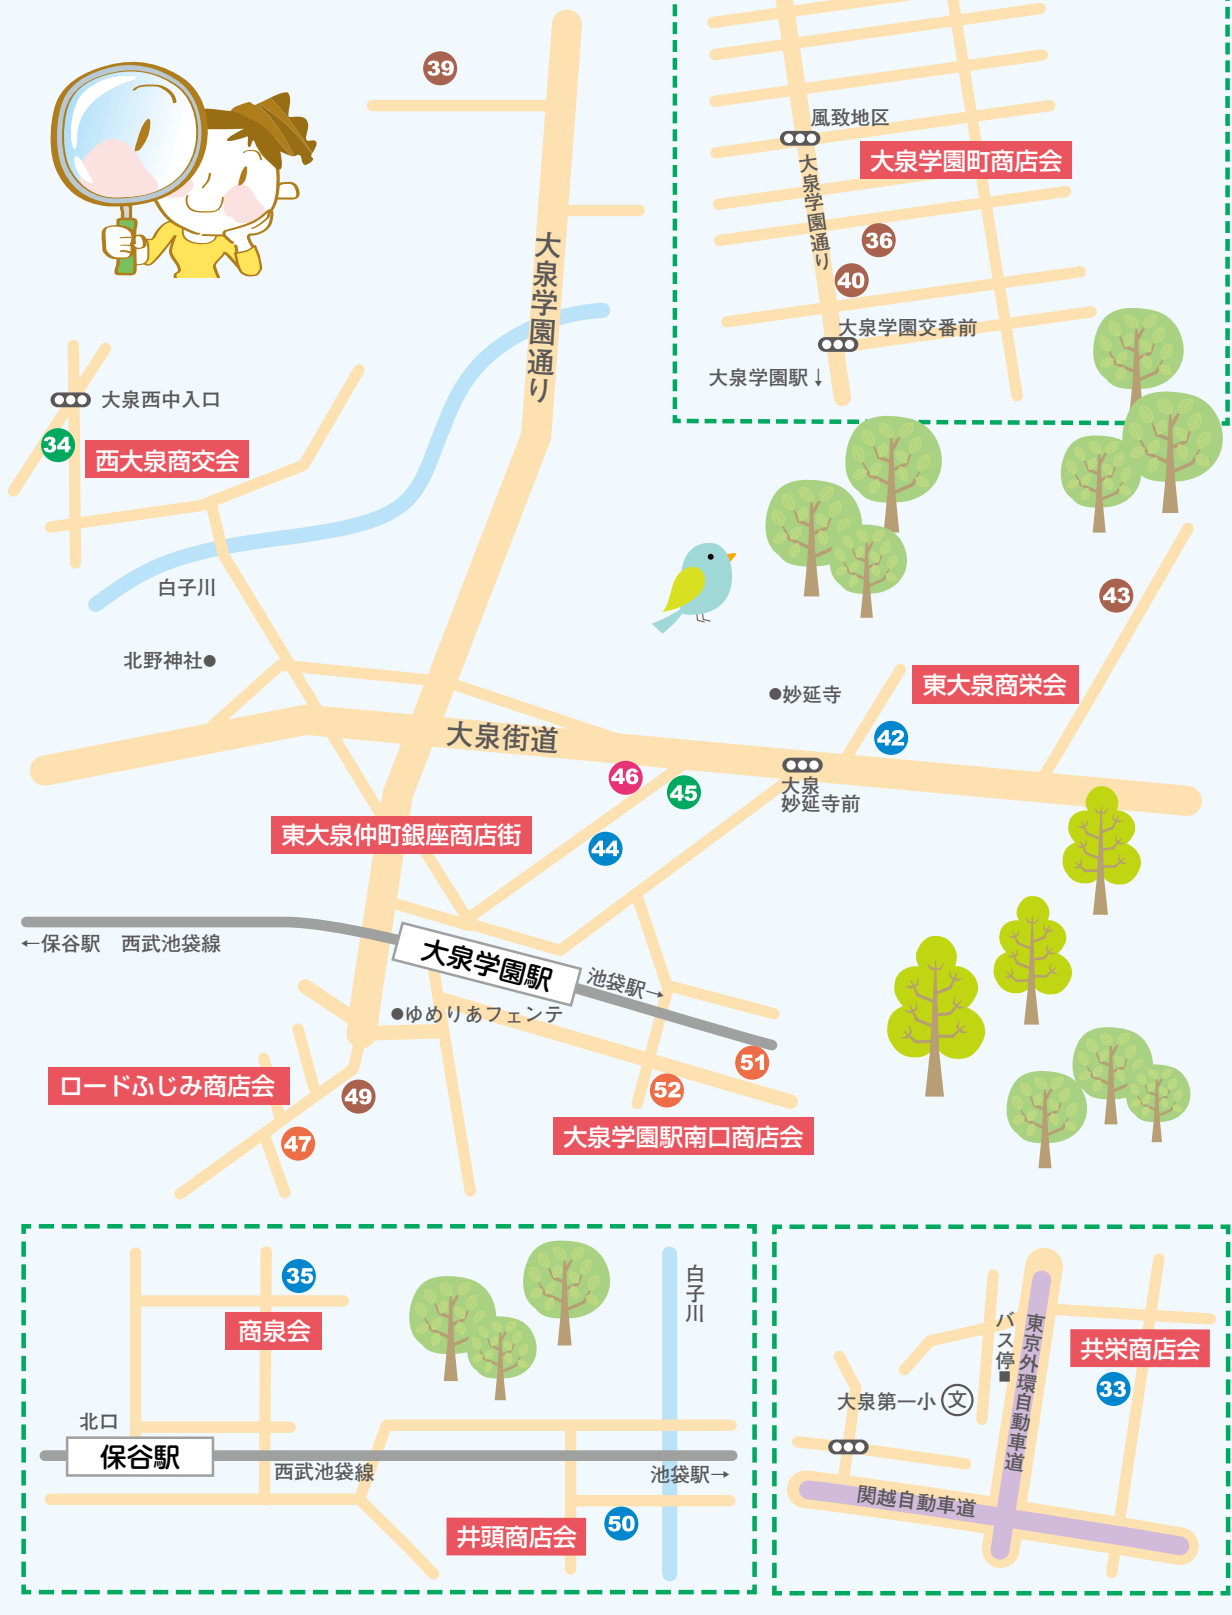 39
風致地区
大泉学園町商店会
大泉学園通り
36
40
大泉学園交番前
大泉学園駅↓
大泉学園通り
大泉西中入口
34
西大泉商交会
白子川
北野神社●
43
東大泉商栄会
●妙延寺
42
大泉街道
46
45
大泉
妙延寺前
東大泉仲町銀座商店街
44
←保谷駅 西武池袋線
大泉学園駅
池袋駅→
●ゆめりあフェンテ
51
52
ロードふじみ商店会
49
47
大泉学園駅南口商店会
35
商泉会
白子川
北口
保谷駅
西武池袋線
池袋駅→
井頭商店会
50
バス停■
東京外環自動車道
共栄商店会
33
大泉第一小 文
関越自動車道